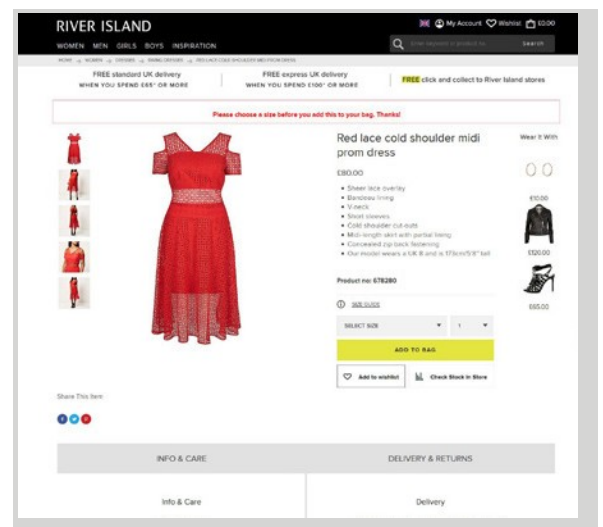 RIVER ISLAND
My Account Wishlist £0.00
WOMEN MEN GIRLS BOYS INSPIRATION
Search
FREE standard UK delivery
WHEN YOU SPEND £65* OR MORE
FREE express UK delivery
WHEN YOU SPEND £100* OR MORE
FREE click and collect to River Island stores
Please choose a size before you add this to your bag. Thanks!
Red lace cold shoulder midi
prom dress
£80.00
• Sheer lace overlay
• Bandeau lining
• V-neck
• Short sleeves
• Cold shoulder cut-outs
• Midi-length skirt with partial lining
• Concealed zip back fastening
• Our model wears a UK 8 and is
Product no: 678280
SIZE GUIDE
SELECT SIZE 1
ADD TO BAG
Add to wishlist Check Stock In Store
Wear It With
£10.00
£120.00
£65.00
Share This Item
INFO & CARE DELIVERY & RETURNS
Info & Care Delivery